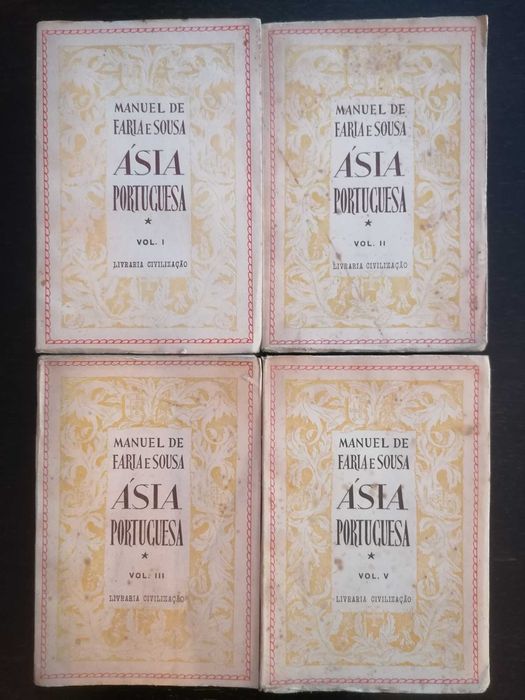 MANUEL DE
FARIA E SOUSA
ÁSIA
PORTUGUESA
*
VOL. I
LIVRARIA CIVILIZAÇÃO
MANUEL DE
FARIA E SOUSA
ÁSIA
PORTUGUESA
*
VOL. II
LIVRARIA CIVILIZAÇÃO
MANUEL DE
FARIA E SOUSA
ÁSIA
PORTUGUESA
*
VOL. III
LIVRARIA CIVILIZAÇÃO
MANUEL DE
FARIA E SOUSA
ÁSIA
PORTUGUESA
*
VOL. V
LIVRARIA CIVILIZAÇÃO